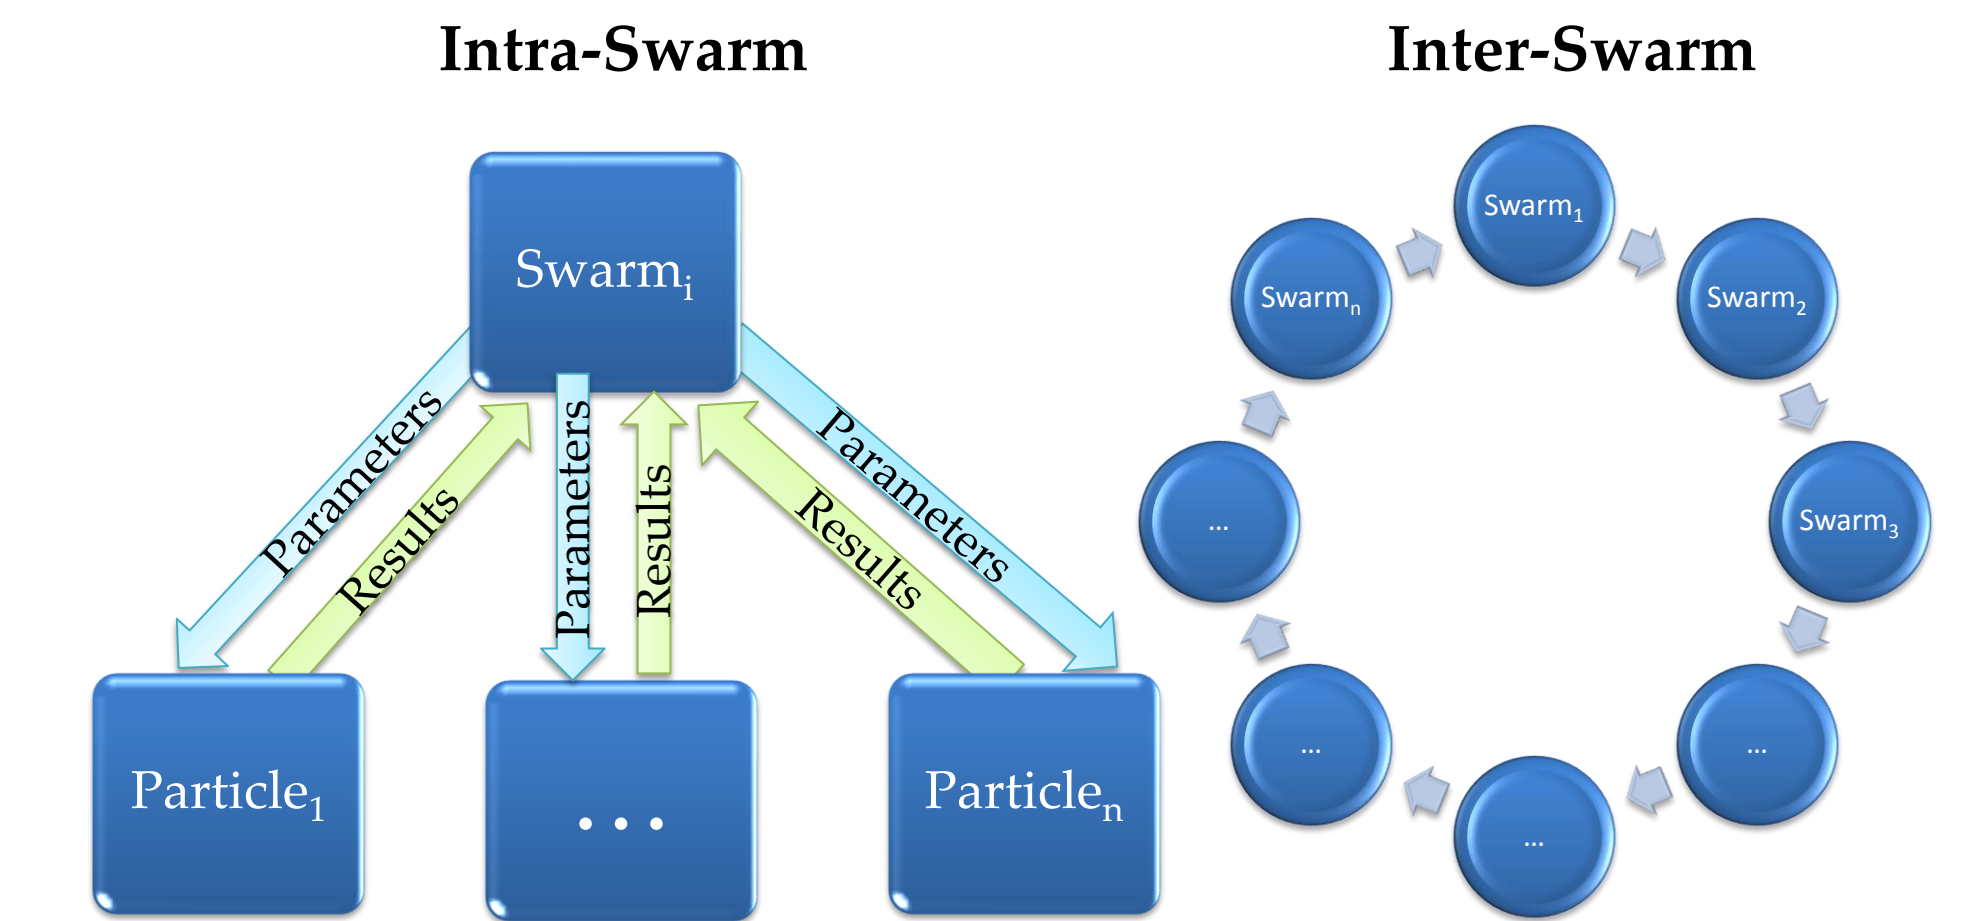 Intra-Swarm
Swarmi
Parameters
Results
Parameters
Results
Results
Parameters
Particle1
...
Particlen
Inter-Swarm
Swarm1
Swarm2
Swarm3
...
...
...
...
Swarmn